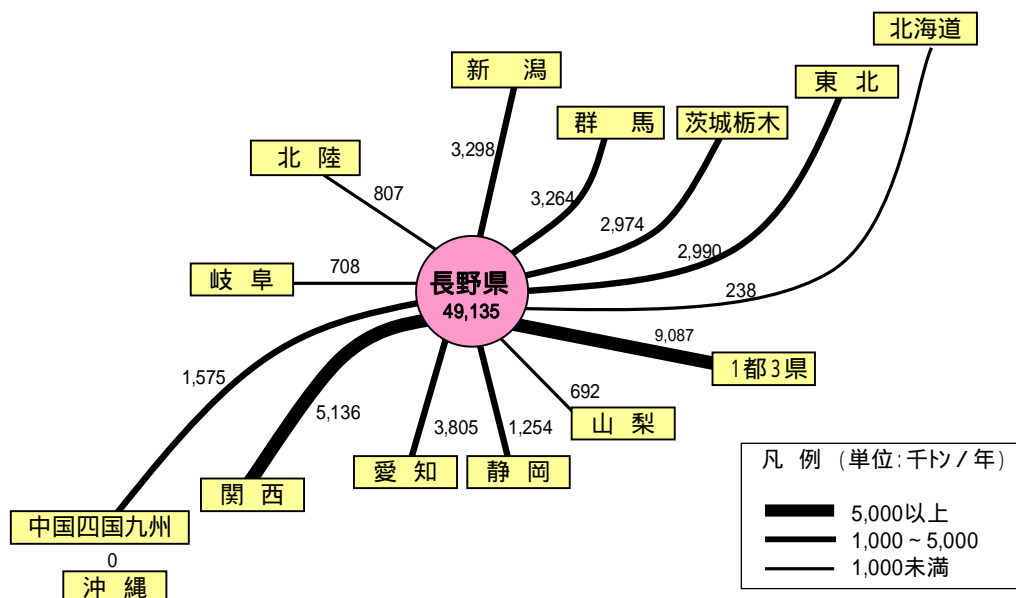 北海道
新 潟
東 北
群 馬
茨城栃木
北 陸
3,298
807
3,264
2,974
2,990
岐 阜
708
長野県
49,135
238
9,087
1都3県
1,575
5,136
692
山 梨
3,805
1,254
愛 知
静 岡
関 西
中国四国九州
0
沖 縄
凡 例 (単位:千トン / 年)
5,000以上
1,000 ~ 5,000
1,000未満